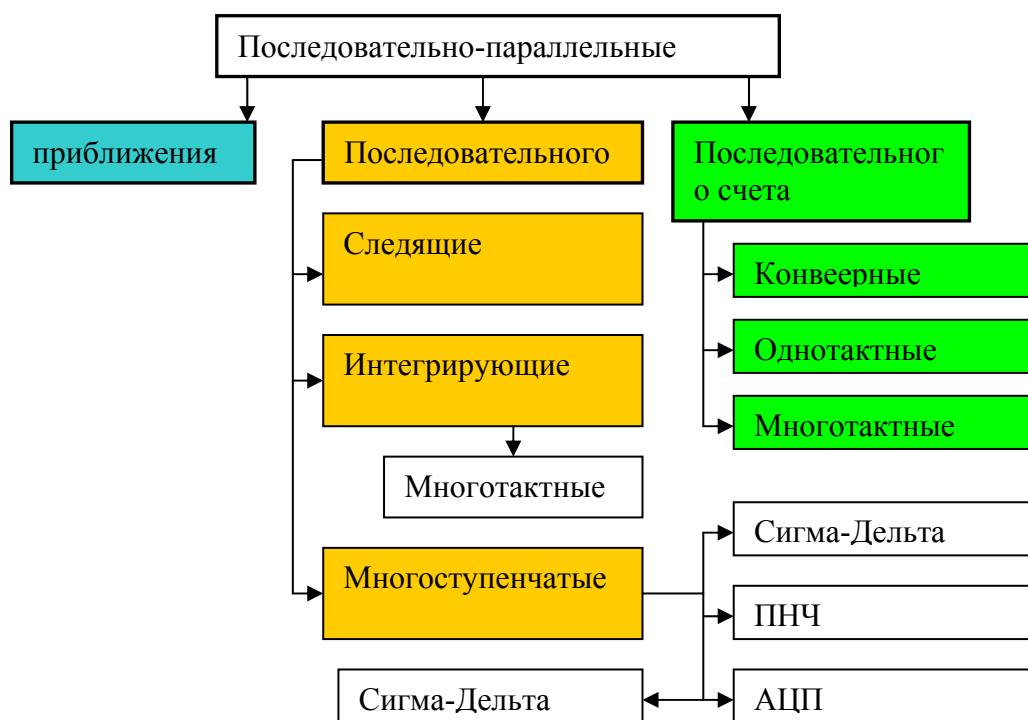 Последовательно-параллельные
приближения
Последовательного
Последовательног
о счета
Следящие
Конвеерные
Однотактные
Интегрирующие
Многотактные
Многотактные
Сигма-Дельта
Многоступенчатые
ПНЧ
Сигма-Дельта
АЦП